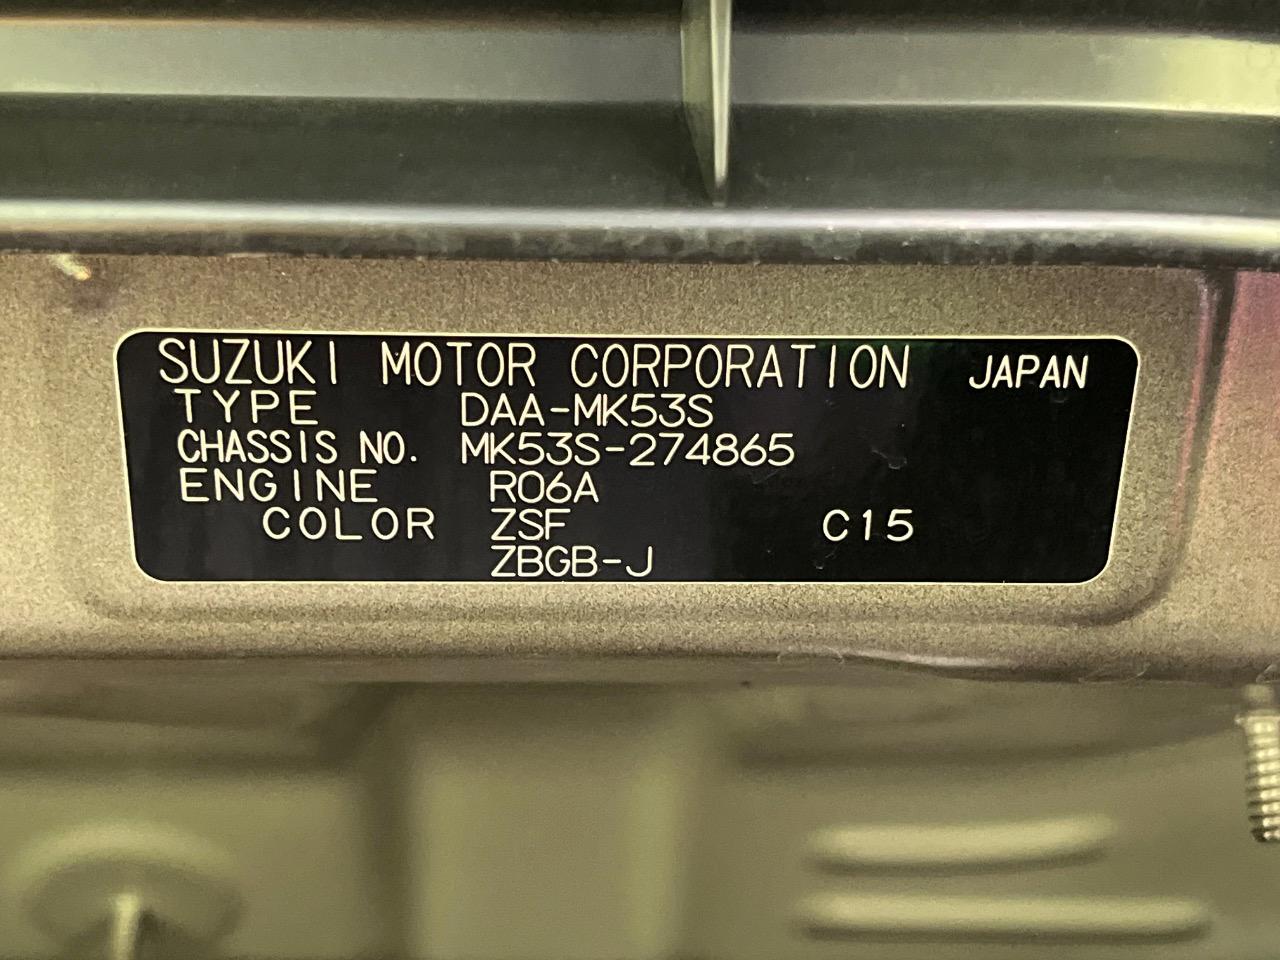 SUZUKI MOTOR CORPORATION JAPAN
TYPE DAA-MK53S
CHASSIS NO. MK53S-274865
ENGINE R06A
COLOR ZSF C15
ZBGB-J